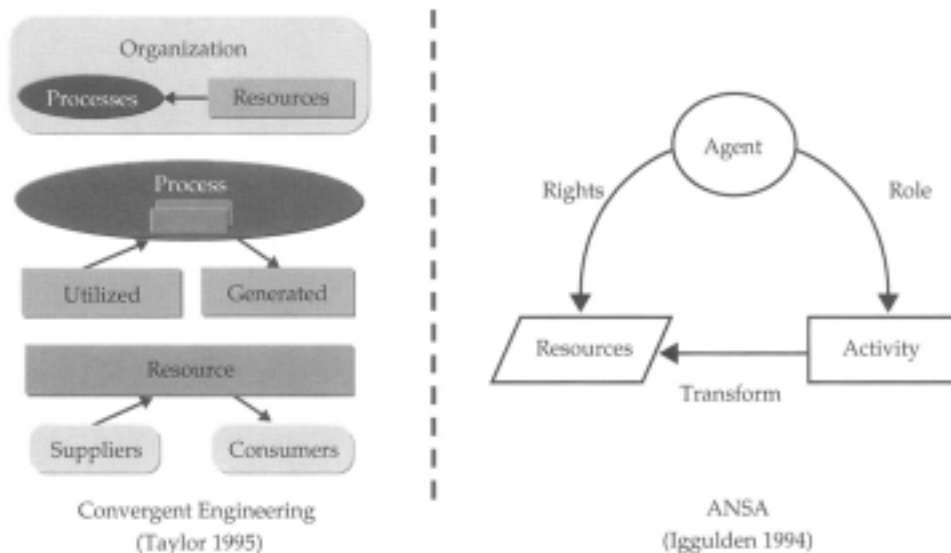 Organization
Processes
Resources
Process
Utilized
Generated
Resource
Suppliers
Consumers
Convergent Engineering
(Taylor 1995)
Agent
Rights
Role
Resources
Activity
Transform
ANSA
(Iggulden 1994)